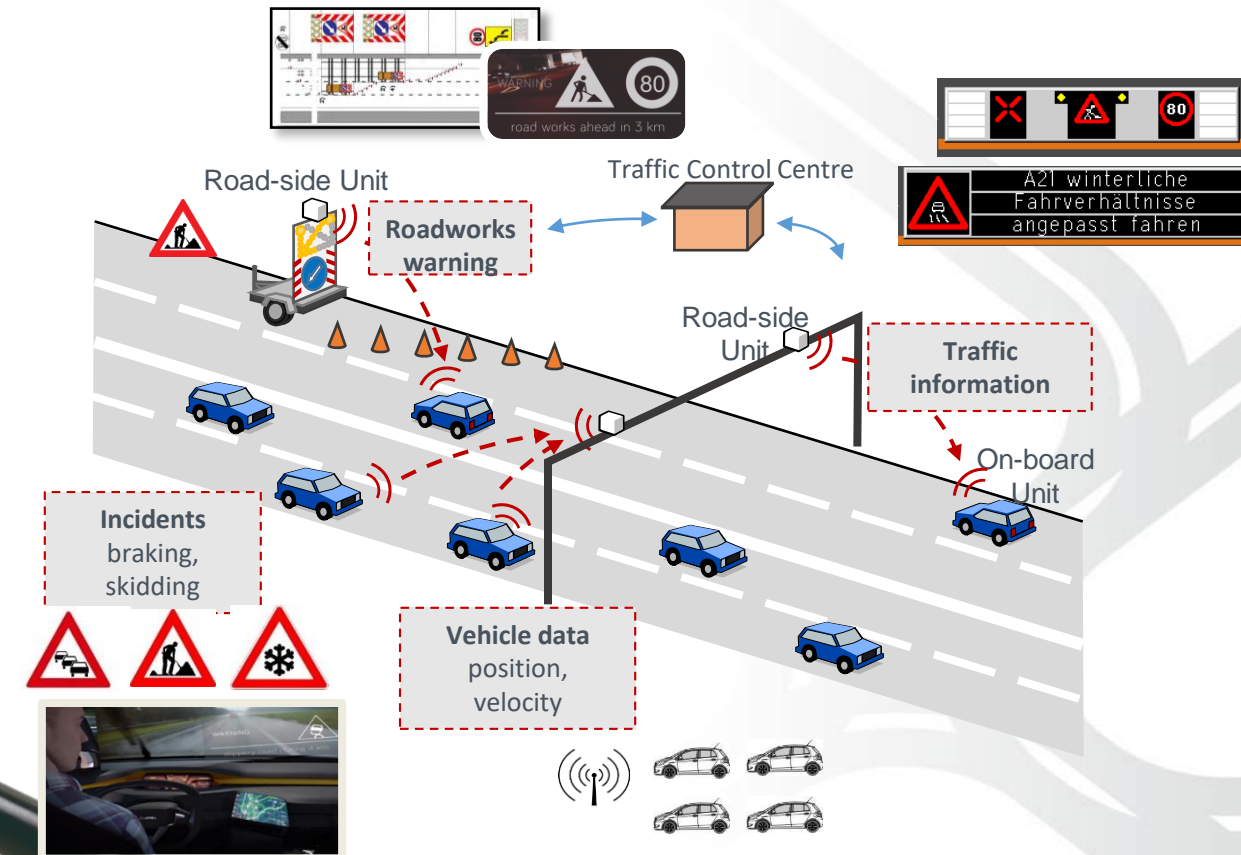 80
WARNING
80
road works ahead in 3 km
80
A21 winterliche
Fahrverhältnisse
angepasst fahren
Traffic Control Centre
Road-side Unit
Roadworks
warning
Road-side
Unit
Traffic
information
On-board
Unit
Incidents
braking,
skidding
Vehicle data
position,
velocity
WARNING